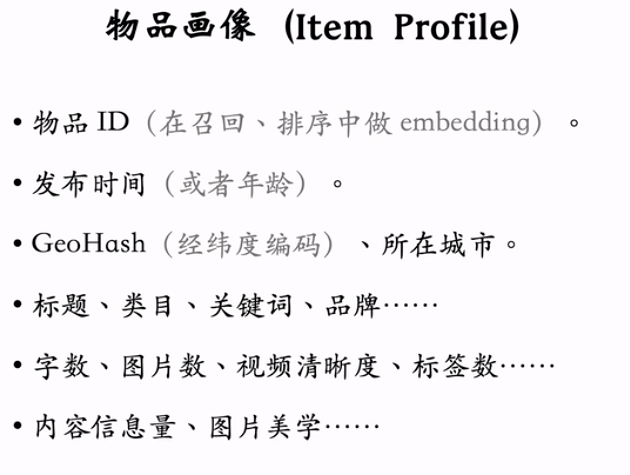 物品画像 (Item Profile)
• 物品 ID（在召回、排序中做 embedding）。
• 发布时间（或者年龄）。
• GeoHash（经纬度编码）、所在城市。
• 标题、类目、关键词、品牌……
• 字数、图片数、视频清晰度、标签数……
• 内容信息量、图片美学……